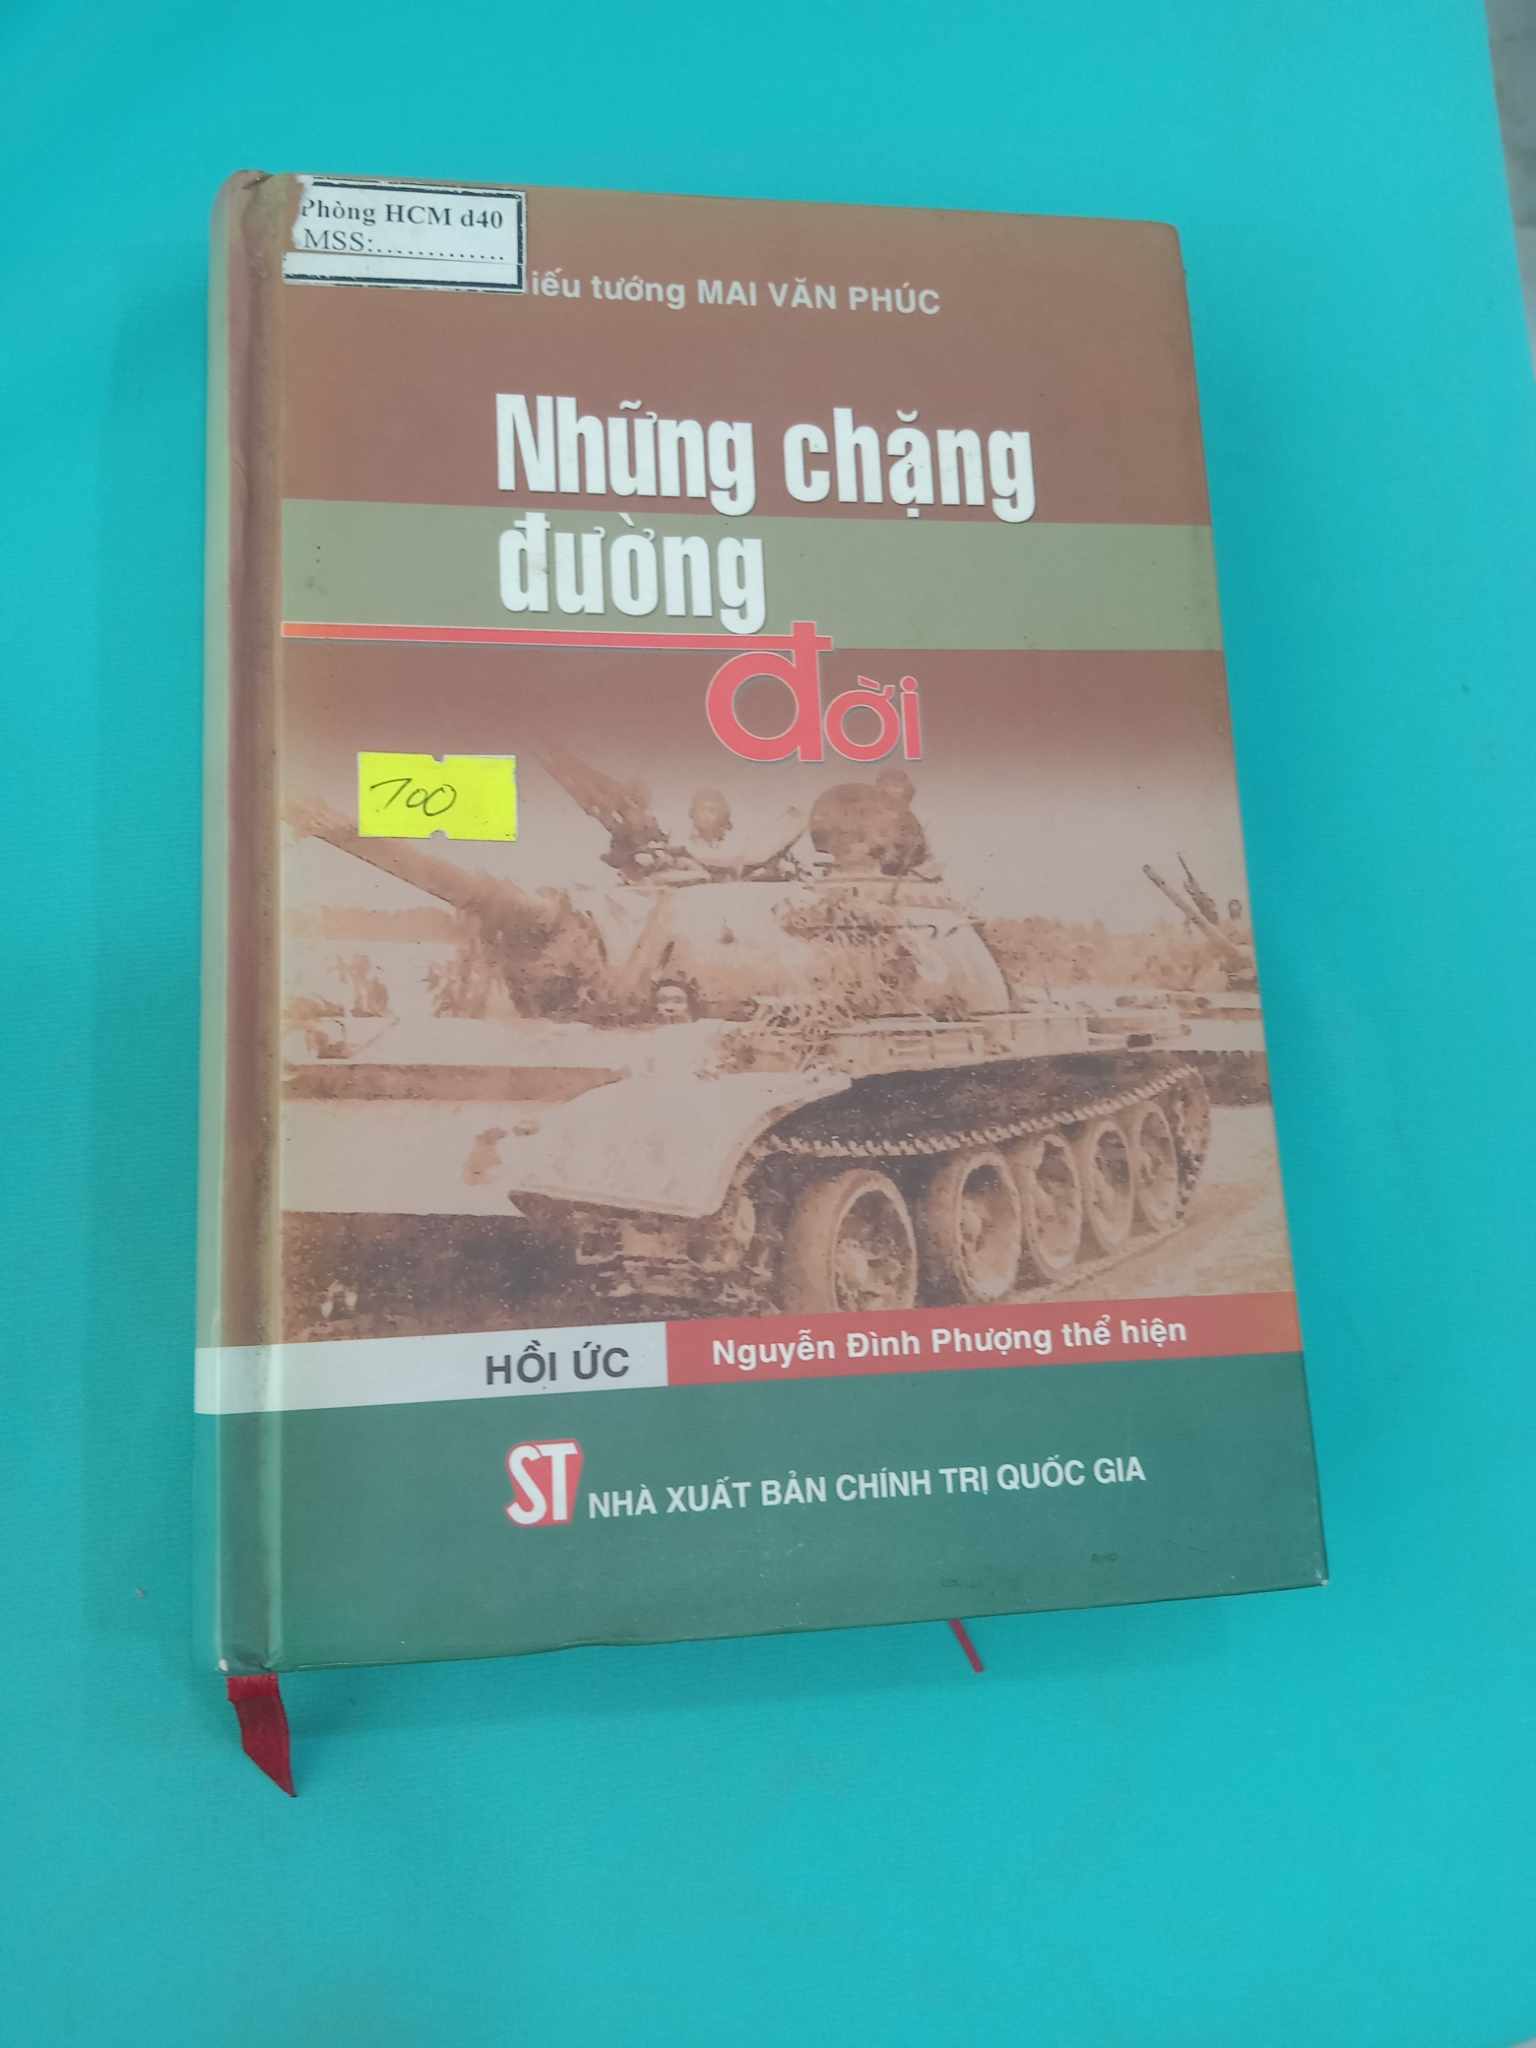 Phòng HCM d40
MSS:..............
iếu tướng MAI VĂN PHÚC
Những chặng
đường
đời
100
HỒI ỨC
Nguyễn Đình Phượng thể hiện
ST NHÀ XUẤT BẢN CHÍNH TRỊ QUỐC GIA